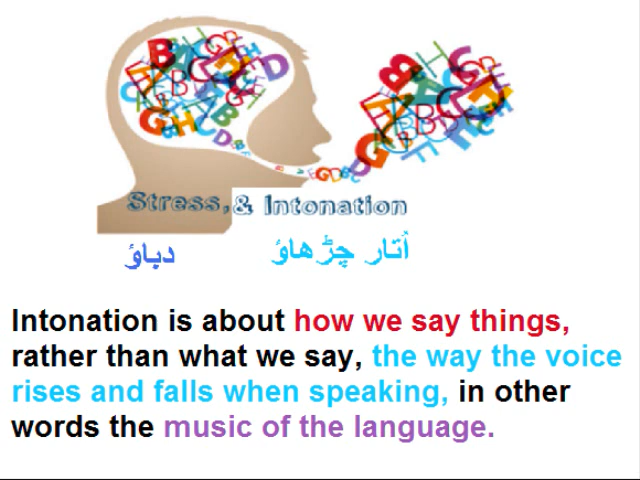 Stress, & Intonation
دباؤ اُتار چڑھاؤ
Intonation is about how we say things,
rather than what we say, the way the voice
rises and falls when speaking, in other
words the music of the language.